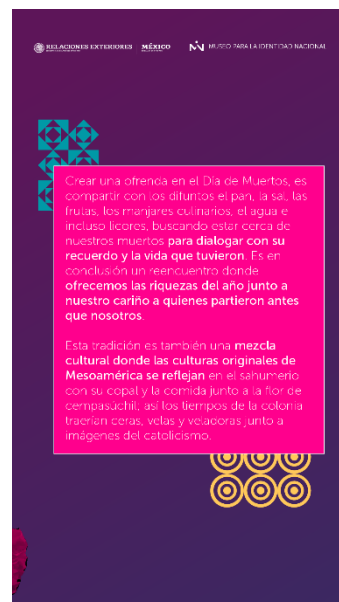 RELACIONES EXTERIORES MÉXICO MUSEO PARA LA IDENTIDAD NACIONAL
Crear una ofrenda en el Día de Muertos, es
compartir con los difuntos el pan, la sal, las
frutas, los manjares culinarios, el agua e
incluso licores, buscando estar cerca de
nuestros muertos para dialogar con su
recuerdo y la vida que tuvieron. Es en
conclusión un reencuentro donde
ofrecemos las riquezas del año junto a
nuestro cariño a quienes partieron antes
que nosotros.
Esta tradición es también una mezcla
cultural donde las culturas originales de
Mesoamérica se reflejan en el sahumerio
con su copal y la comida junto a la flor de
cempasúchil, así los tiempos de la colonia
traerían ceras, velas y veladoras junto a
imágenes del catolicismo.